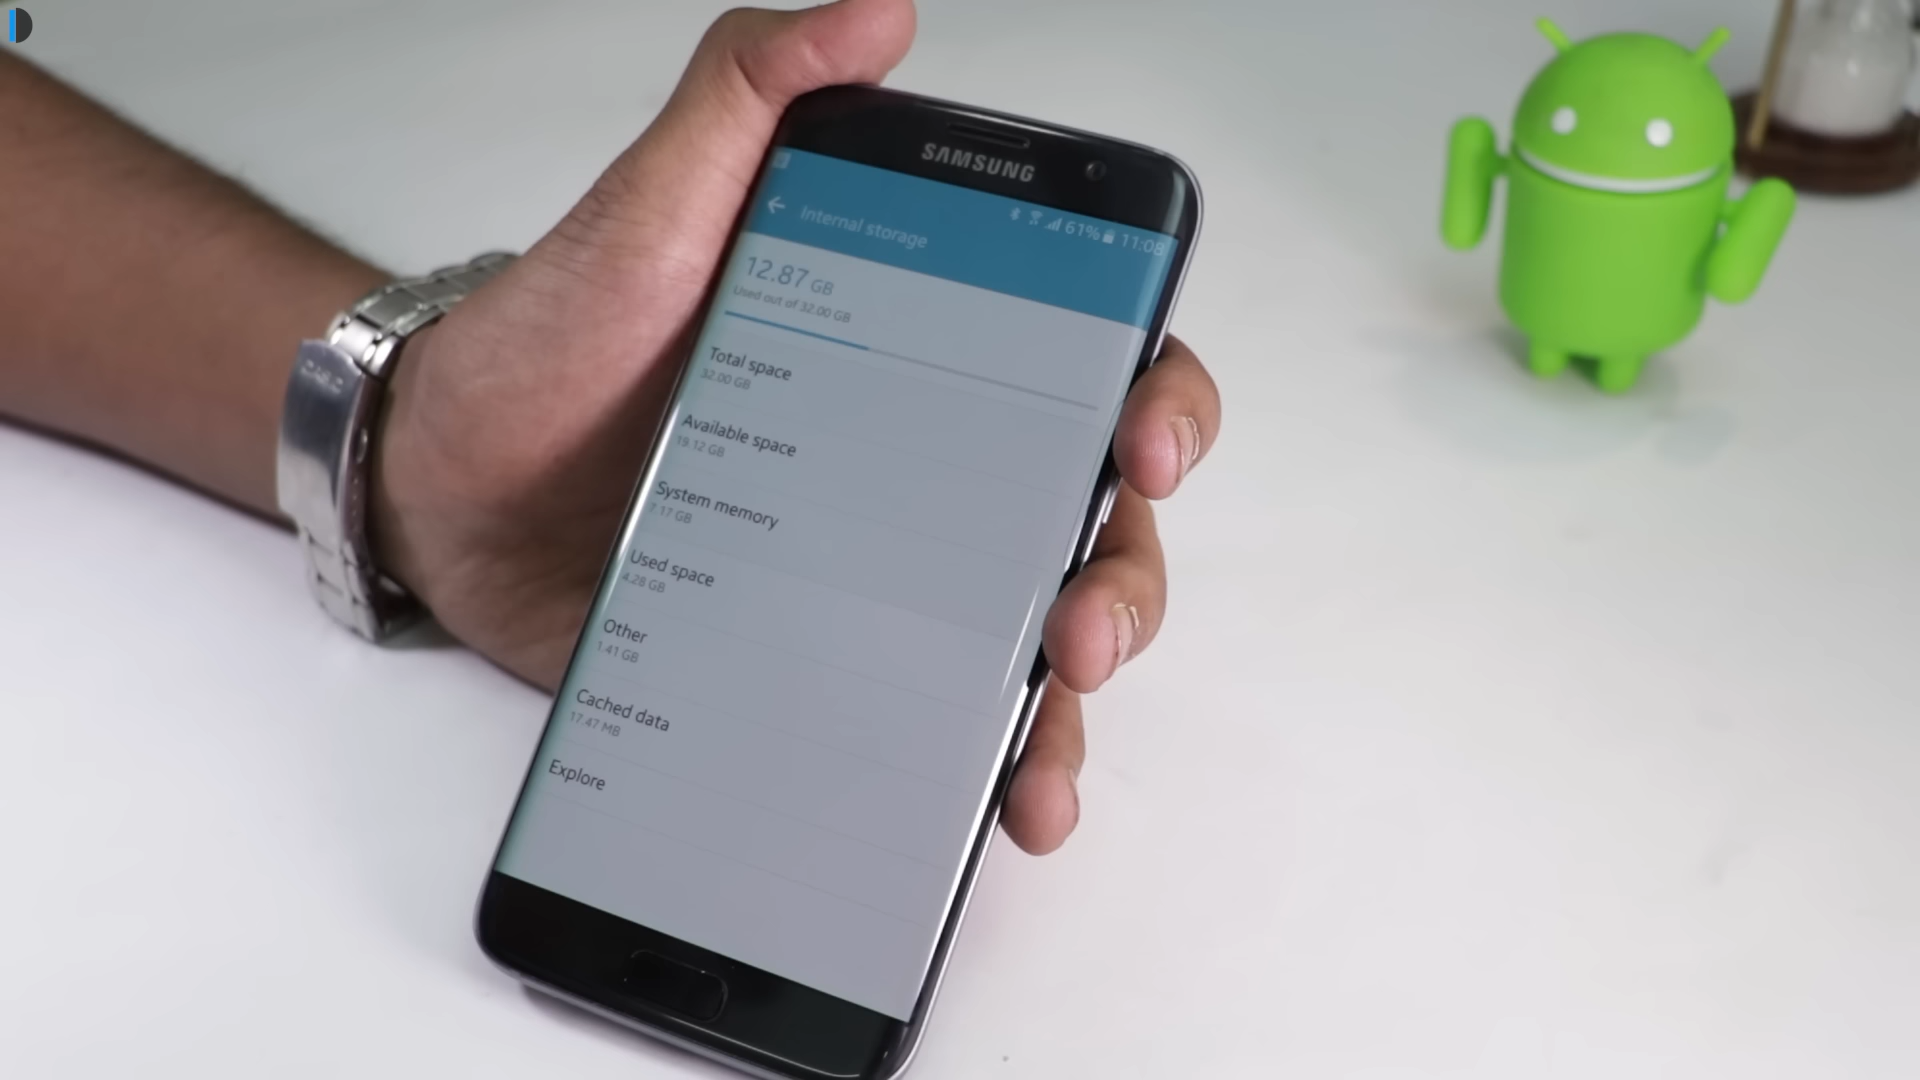 SAMSUNG
61% 11:08
Internal storage
12.87 GB
Used out of 32.00 GB
Total space
32.00 GB
Available space
19.12 GB
System memory
7.17 GB
Used space
4.28 GB
Other
1.41 GB
Cached data
17.47 MB
Explore
CASIO